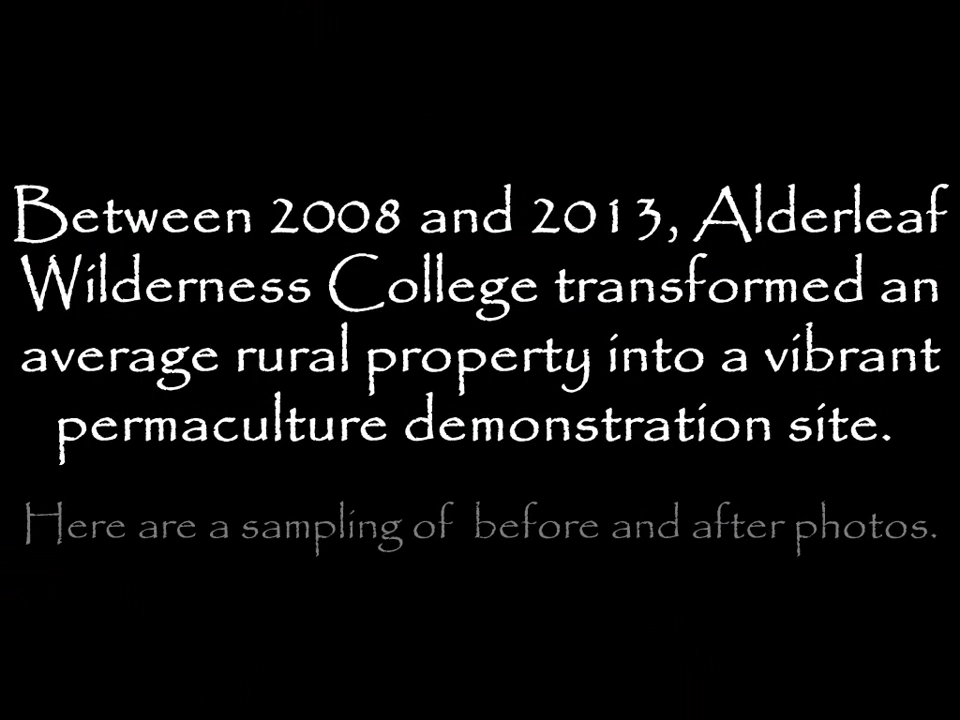 Between 2008 and 2013, Alderleaf
Wilderness College transformed an
average rural property into a vibrant
permaculture demonstration site.
Here are a sampling of before and after photos.